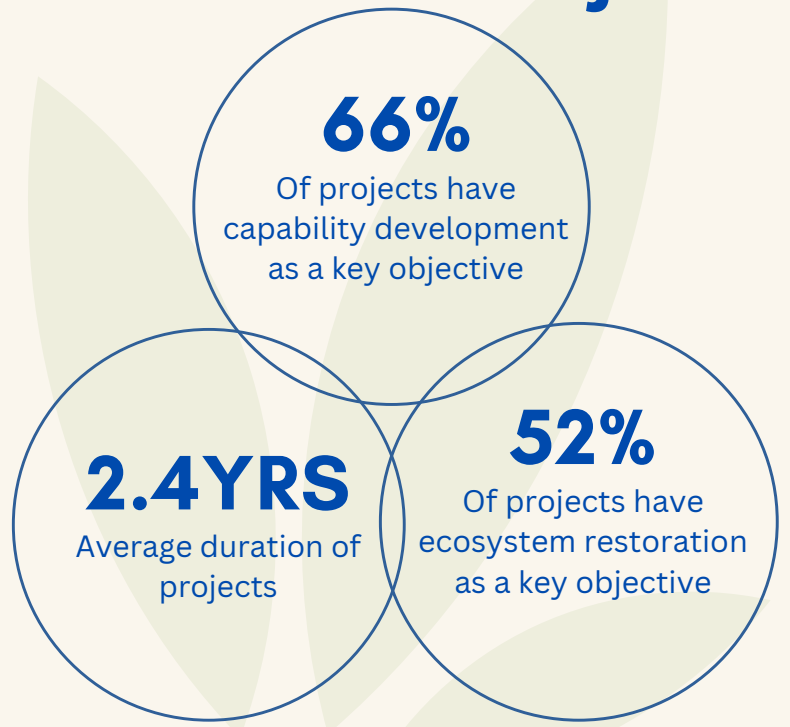 66%
Of projects have
capability development
as a key objective
2.4YRS
Average duration of
projects
52%
Of projects have
ecosystem restoration
as a key objective